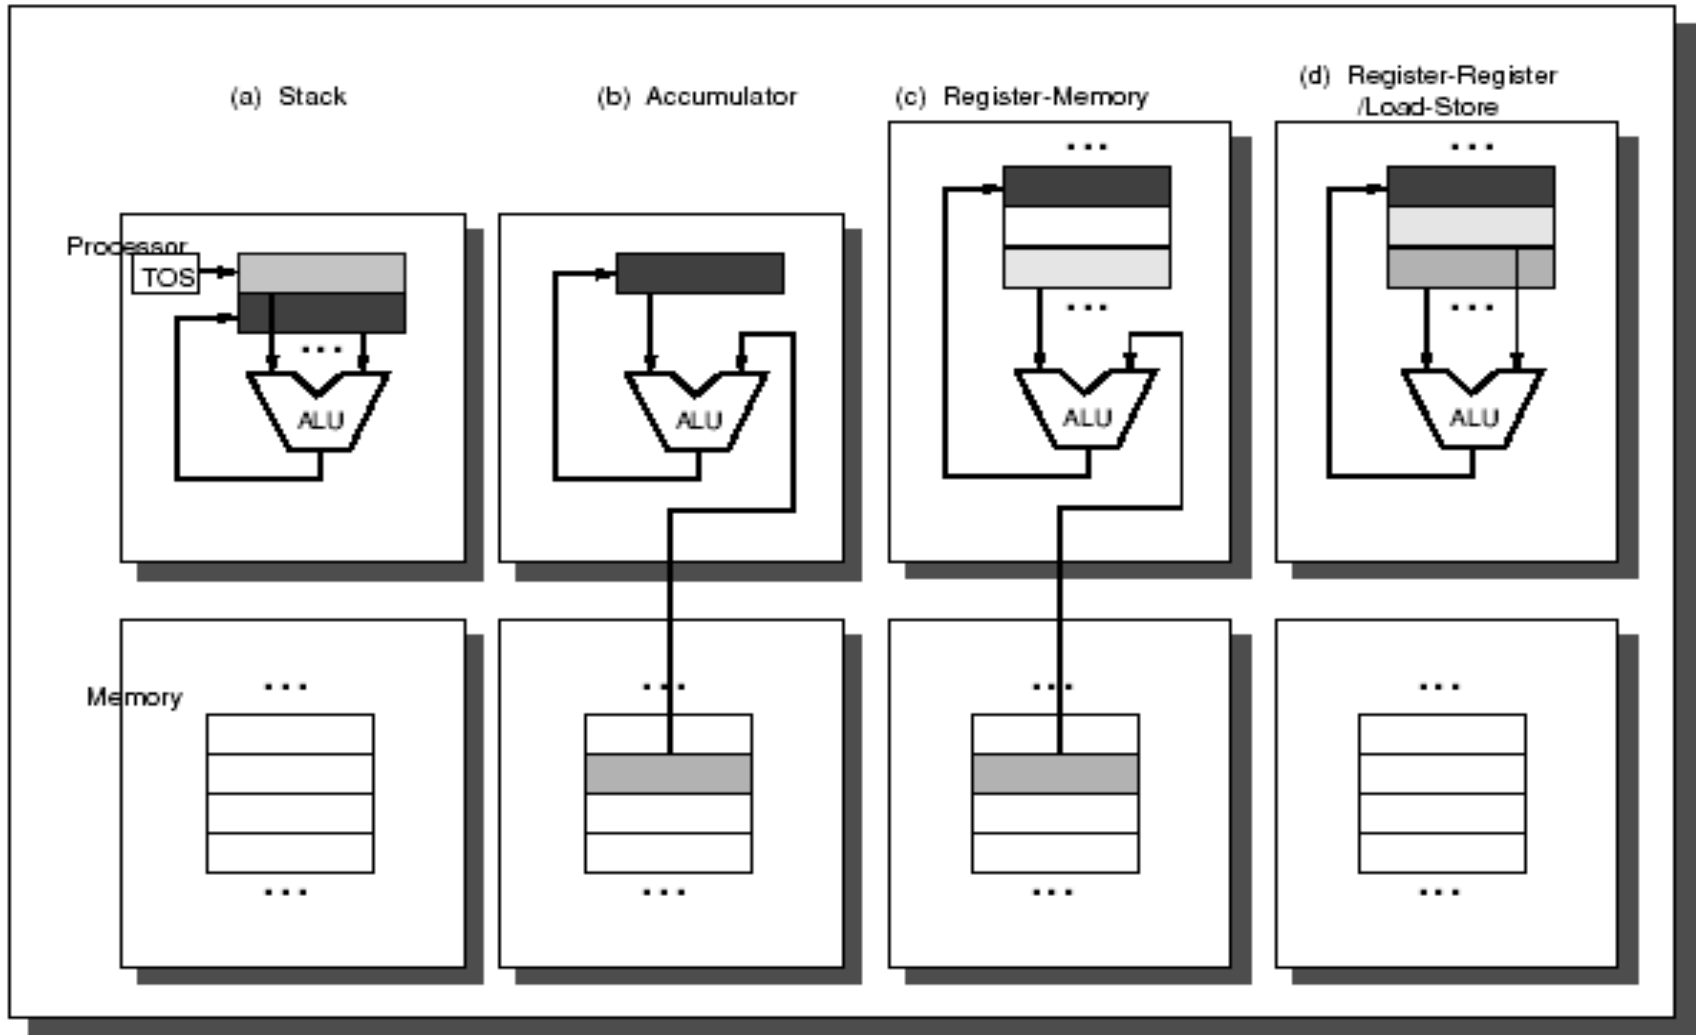 (a) Stack
(b) Accumulator
(c) Register-Memory
(d) Register-Register
/Load-Store
...
...
Processor
TOS
...
...
...
ALU
ALU
ALU
ALU
Memory
...
...
...
...
...
...
...
...